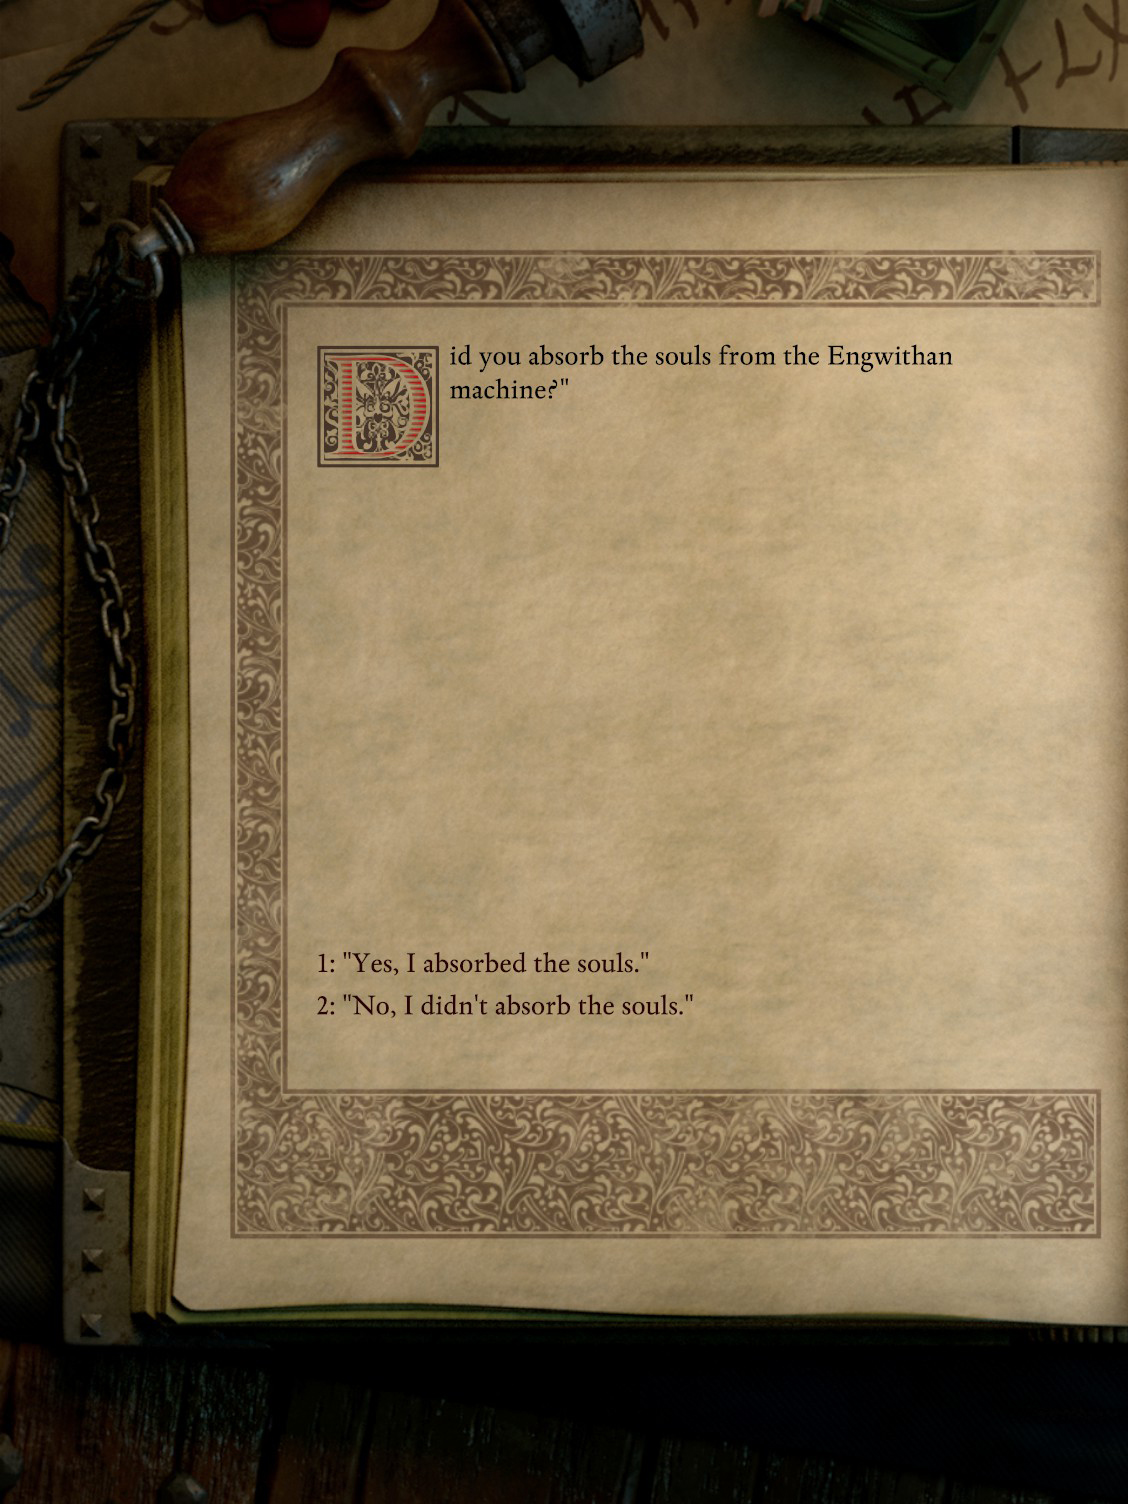 Did you absorb the souls from the Engwithan
machine?"
1: "Yes, I absorbed the souls."
2: "No, I didn't absorb the souls."